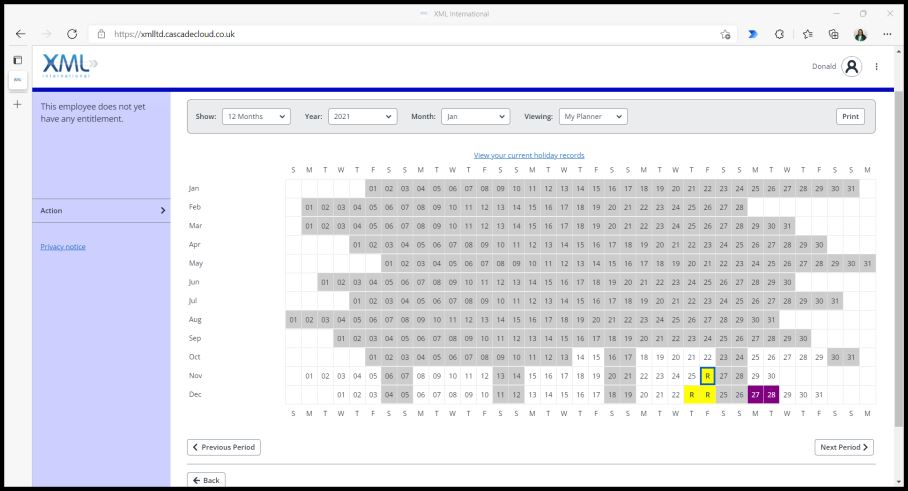 XML International
https://xmlltd.cascadecloud.co.uk
XML
international
Donald
This employee does not yet
have any entitlement.
Action
Privacy notice
Show: 12 Months Year: 2021 Month: Jan Viewing: My Planner Print
View your current holiday records
S M T W T F S S M T W T F S S M T W T F S S M T W T F S S M T W T F S S M
Jan 01 02 03 04 05 06 07 08 09 10 11 12 13 14 15 16 17 18 19 20 21 22 23 24 25 26 27 28 29 30 31
Feb 01 02 03 04 05 06 07 08 09 10 11 12 13 14 15 16 17 18 19 20 21 22 23 24 25 26 27 28
Mar 01 02 03 04 05 06 07 08 09 10 11 12 13 14 15 16 17 18 19 20 21 22 23 24 25 26 27 28 29 30 31
Apr 01 02 03 04 05 06 07 08 09 10 11 12 13 14 15 16 17 18 19 20 21 22 23 24 25 26 27 28 29 30
May 01 02 03 04 05 06 07 08 09 10 11 12 13 14 15 16 17 18 19 20 21 22 23 24 25 26 27 28 29 30 31
Jun 01 02 03 04 05 06 07 08 09 10 11 12 13 14 15 16 17 18 19 20 21 22 23 24 25 26 27 28 29 30
Jul 01 02 03 04 05 06 07 08 09 10 11 12 13 14 15 16 17 18 19 20 21 22 23 24 25 26 27 28 29 30 31
Aug 01 02 03 04 05 06 07 08 09 10 11 12 13 14 15 16 17 18 19 20 21 22 23 24 25 26 27 28 29 30 31
Sep 01 02 03 04 05 06 07 08 09 10 11 12 13 14 15 16 17 18 19 20 21 22 23 24 25 26 27 28 29 30
Oct 01 02 03 04 05 06 07 08 09 10 11 12 13 14 15 16 17 18 19 20 21 22 23 24 25 26 27 28 29 30 31
Nov 01 02 03 04 05 06 07 08 09 10 11 12 13 14 15 16 17 18 19 20 21 22 23 24 25 R 27 28 29 30
Dec 01 02 03 04 05 06 07 08 09 10 11 12 13 14 15 16 17 18 19 20 21 22 R R 25 26 27 28 29 30 31
S M T W T F S S M T W T F S S M T W T F S S M T W T F S S M T W T F S S M
Previous Period Next Period
Back